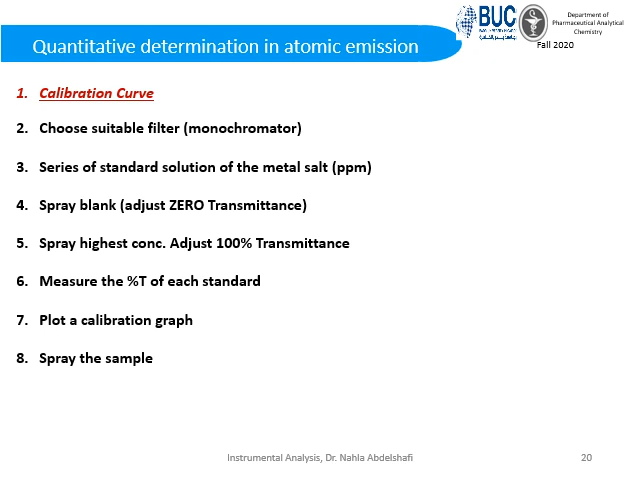 BUC
Department of
Pharmaceutical Analytical
Chemistry
Fall 2020
Quantitative determination in atomic emission
1. Calibration Curve
2. Choose suitable filter (monochromator)
3. Series of standard solution of the metal salt (ppm)
4. Spray blank (adjust ZERO Transmittance)
5. Spray highest conc. Adjust 100% Transmittance
6. Measure the %T of each standard
7. Plot a calibration graph
8. Spray the sample
Instrumental Analysis, Dr. Nahla Abdelshafi
20